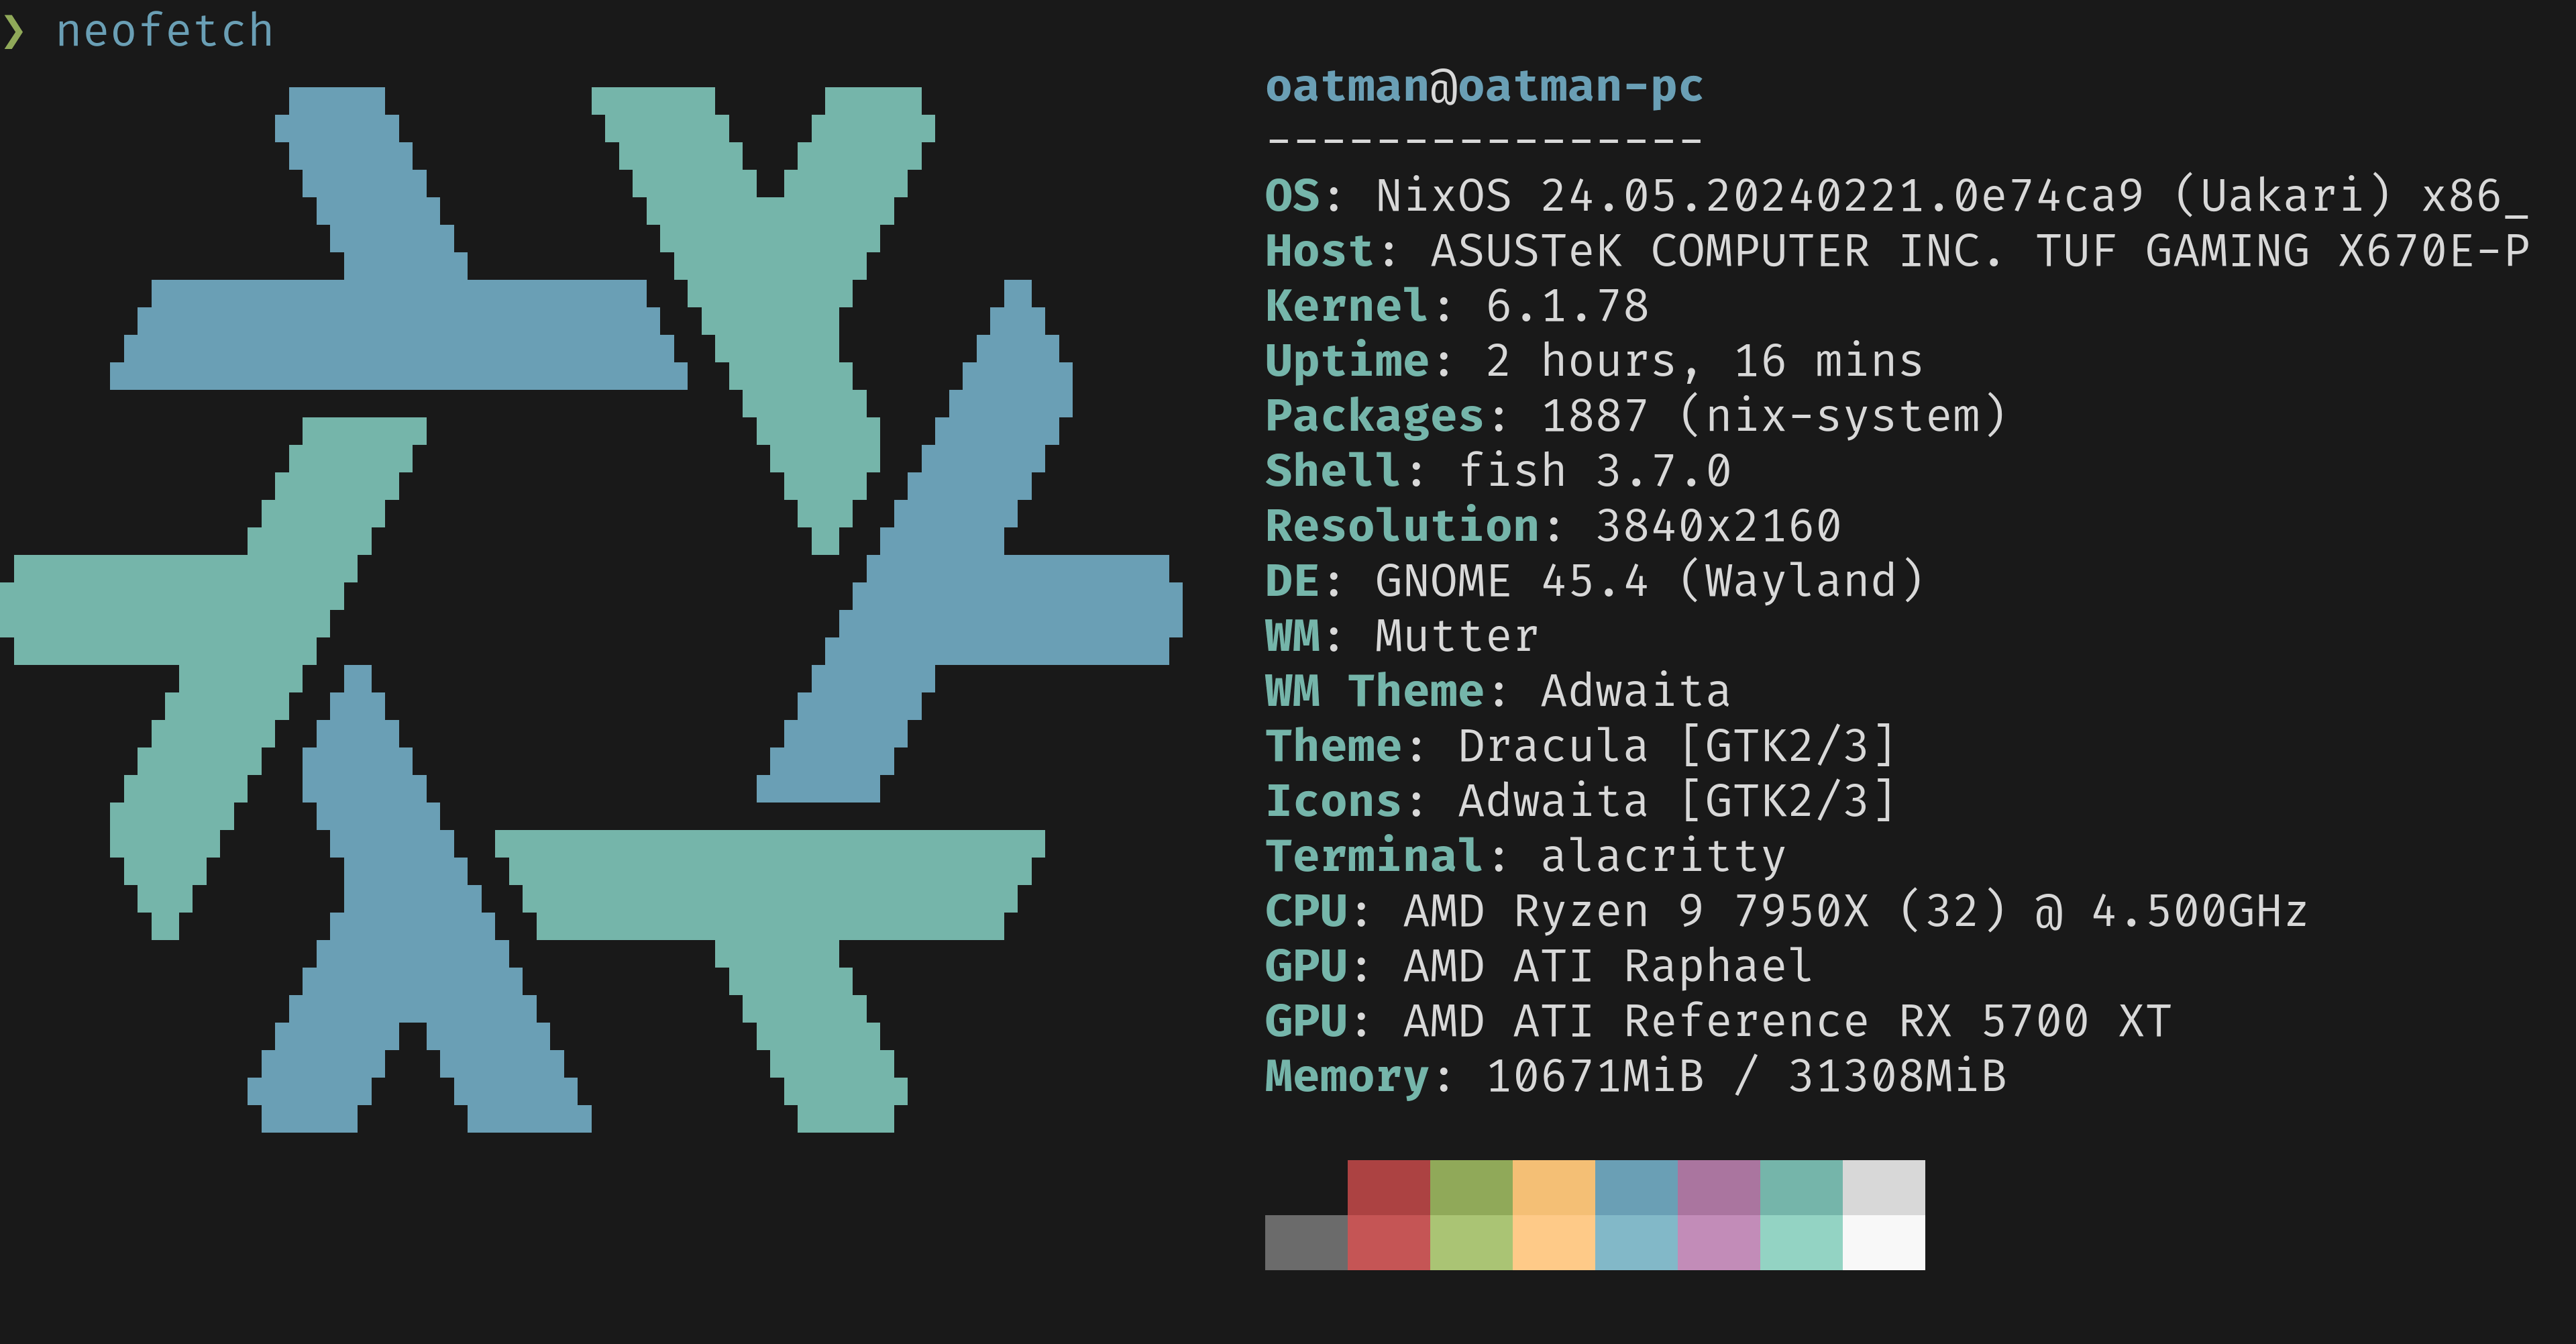 ❯ neofetch
oatman@oatman-pc
----------------
OS: NixOS 24.05.20240221.0e74ca9 (Uakari) x86_
Host: ASUSTeK COMPUTER INC. TUF GAMING X670E-P
Kernel: 6.1.78
Uptime: 2 hours, 16 mins
Packages: 1887 (nix-system)
Shell: fish 3.7.0
Resolution: 3840x2160
DE: GNOME 45.4 (Wayland)
WM: Mutter
WM Theme: Adwaita
Theme: Dracula [GTK2/3]
Icons: Adwaita [GTK2/3]
Terminal: alacritty
CPU: AMD Ryzen 9 7950X (32) @ 4.500GHz
GPU: AMD ATI Raphael
GPU: AMD ATI Reference RX 5700 XT
Memory: 10671MiB / 31308MiB